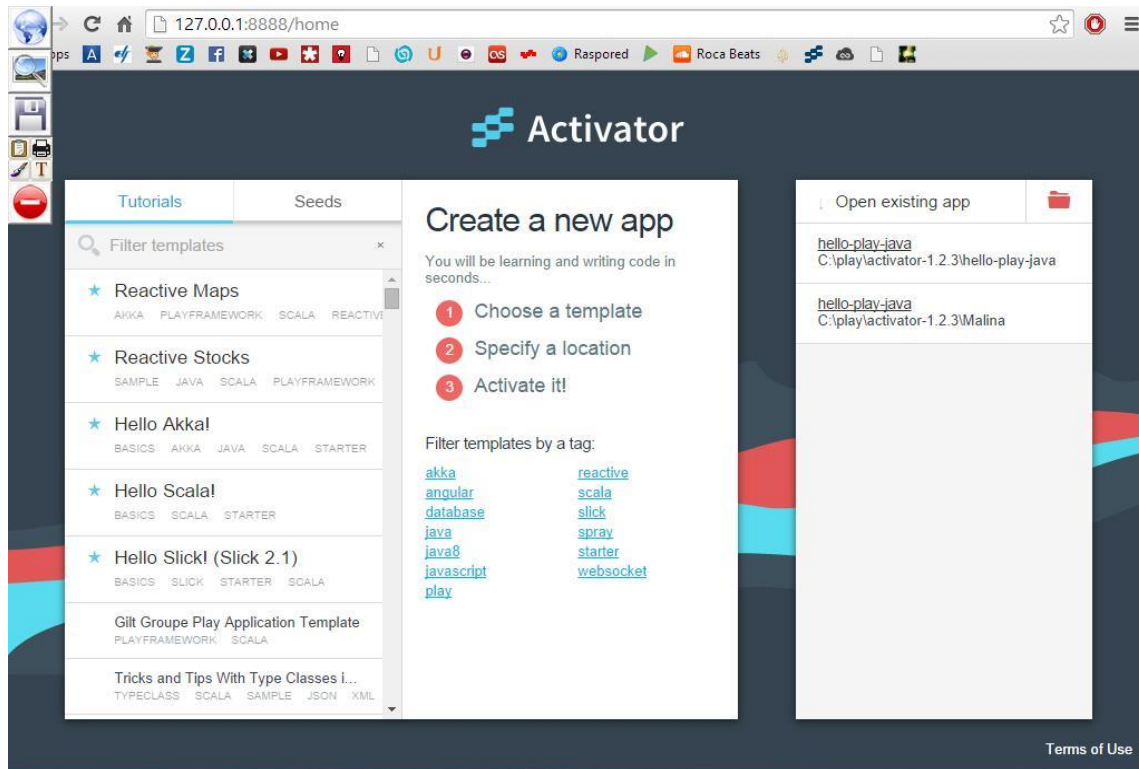 127.0.0.1:8888/home
pps
Raspored
Roca Beats
Activator
Tutorials
Seeds
Filter templates
×
Reactive Maps
AKKA PLAYFRAMEWORK SCALA REACTIVE
Reactive Stocks
SAMPLE JAVA SCALA PLAYFRAMEWORK
Hello Akka!
BASICS AKKA JAVA SCALA STARTER
Hello Scala!
BASICS SCALA STARTER
Hello Slick! (Slick 2.1)
BASICS SLICK STARTER SCALA
Gilt Groupe Play Application Template
PLAYFRAMEWORK SCALA
Tricks and Tips With Type Classes i...
TYPECLASS SCALA SAMPLE JSON XML
Create a new app
You will be learning and writing code in
seconds...
1 Choose a template
2 Specify a location
3 Activate it!
Filter templates by a tag:
akka
angular
database
java
java8
javascript
play
reactive
scala
slick
spray
starter
websocket
↓ Open existing app
hello-play-java
C:\play\activator-1.2.3\hello-play-java
hello-play-java
C:\play\activator-1.2.3\Malina
Terms of Use